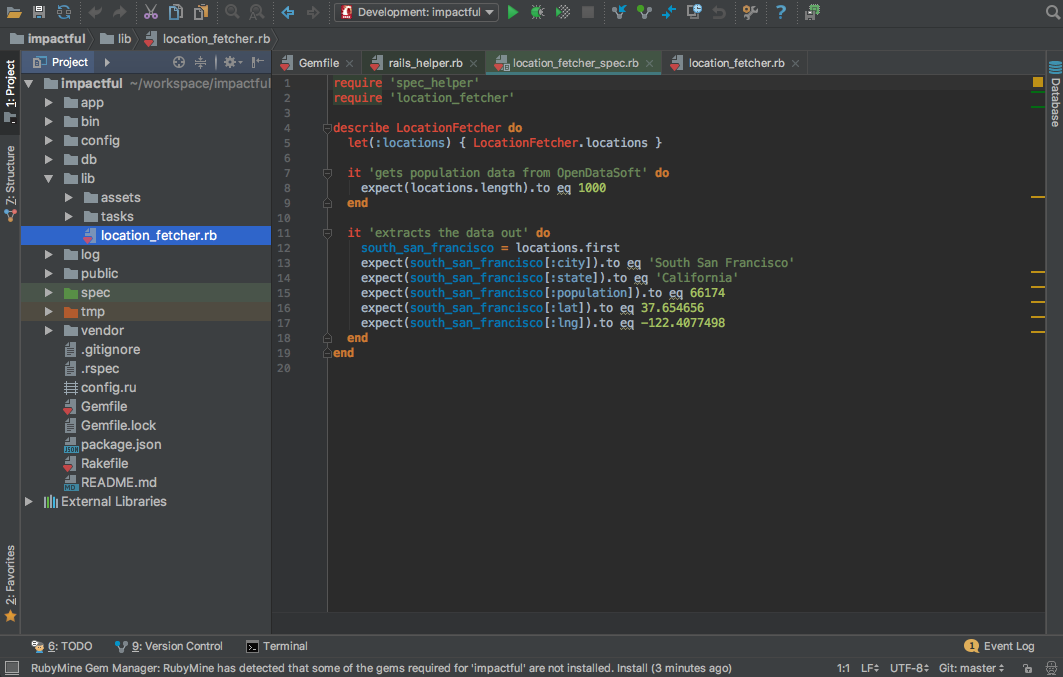 Development: impactful
impactful lib location_fetcher.rb
1: Project
7: Structure
2: Favorites
Project
impactful ~/workspace/impactful
app
bin
config
db
lib
assets
tasks
location_fetcher.rb
log
public
spec
tmp
vendor
.gitignore
.rspec
config.ru
Gemfile
Gemfile.lock
package.json
Rakefile
README.md
External Libraries
Gemfile rails_helper.rb location_fetcher_spec.rb location_fetcher.rb
1 require 'spec_helper'
2 require 'location_fetcher'
3
4 describe LocationFetcher do
5 let(:locations) { LocationFetcher.locations }
6
7 it 'gets population data from OpenDataSoft' do
8 expect(locations.length).to eq 1000
9 end
10
11 it 'extracts the data out' do
12 south_san_francisco = locations.first
13 expect(south_san_francisco[:city]).to eq 'South San Francisco'
14 expect(south_san_francisco[:state]).to eq 'California'
15 expect(south_san_francisco[:population]).to eq 66174
16 expect(south_san_francisco[:lat]).to eq 37.654656
17 expect(south_san_francisco[:lng]).to eq -122.4077498
18 end
19 end
20
Database
6: TODO 9: Version Control Terminal 1 Event Log
RubyMine Gem Manager: RubyMine has detected that some of the gems required for 'impactful' are not installed. Install (3 minutes ago) 1:1 LF UTF-8 Git: master